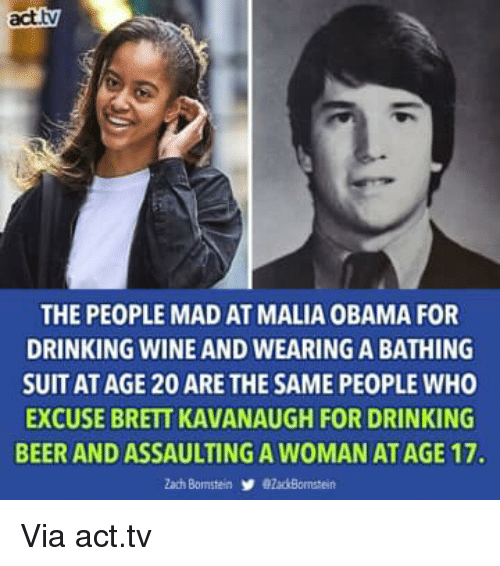 act.tv
THE PEOPLE MAD AT MALIA OBAMA FOR
DRINKING WINE AND WEARING A BATHING
SUIT AT AGE 20 ARE THE SAME PEOPLE WHO
EXCUSE BRETT KAVANAUGH FOR DRINKING
BEER AND ASSAULTING A WOMAN AT AGE 17.
Zach Bornstein @ZackBornstein
Via act.tv